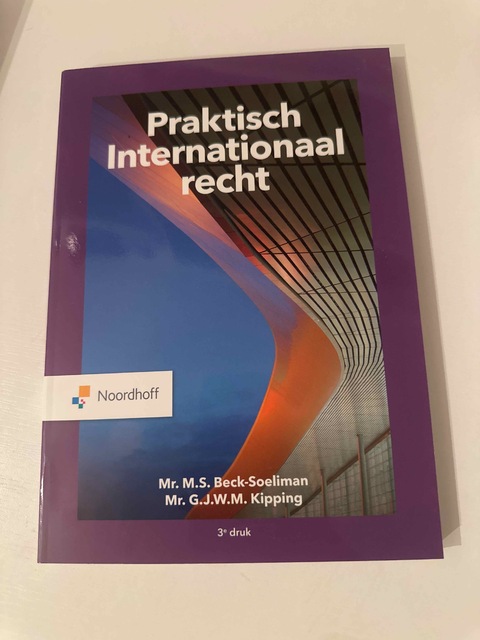 Praktisch
Internationaal
recht
Noordhoff
Mr. M.S. Beck-Soeliman
Mr. G.J.W.M. Kipping
3e druk